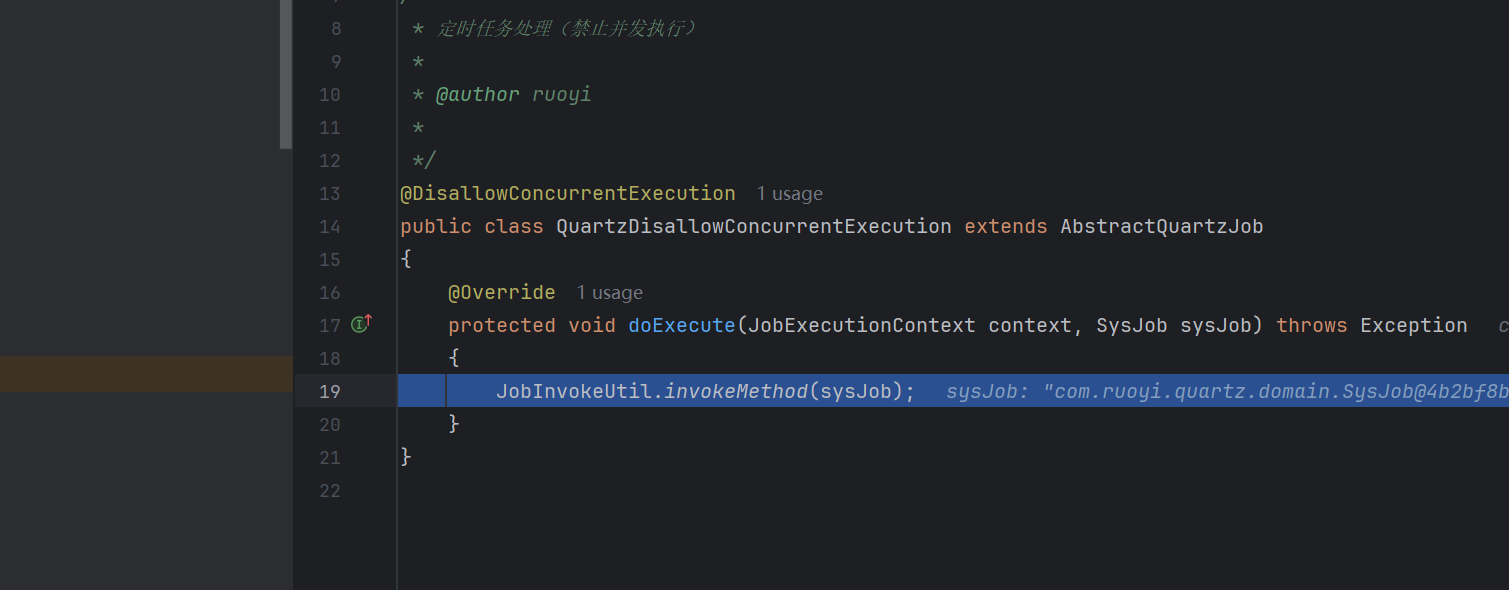 8 * 定时任务处理（禁止并发执行）
9 *
10 * @author ruoyi
11 *
12 */
13 @DisallowConcurrentExecution 1 usage
14 public class QuartzDisallowConcurrentExecution extends AbstractQuartzJob
15 {
16 @Override 1 usage
17 protected void doExecute(JobExecutionContext context, SysJob sysJob) throws Exception
18 {
19 JobInvokeUtil.invokeMethod(sysJob); sysJob: "com.ruoyi.quartz.domain.SysJob@4b2bf8b
20 }
21 }
22